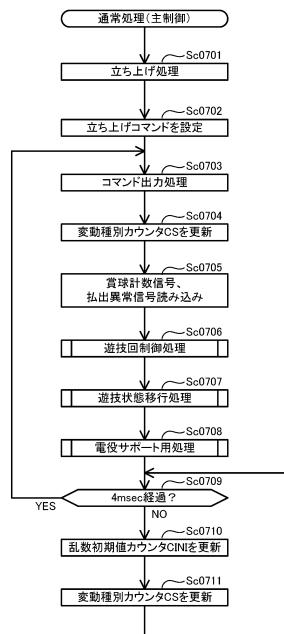 通常処理(主制御)
Sc0701
立ち上げ処理
Sc0702
立ち上げコマンドを設定
Sc0703
コマンド出力処理
Sc0704
変動種別カウンタCSを更新
Sc0705
賞球計数信号、
払出異常信号読み込み
Sc0706
遊技回制御処理
Sc0707
遊技状態移行処理
Sc0708
電役サポート用処理
Sc0709
4msec経過?
YES
NO
Sc0710
乱数初期値カウンタCINIを更新
Sc0711
変動種別カウンタCSを更新